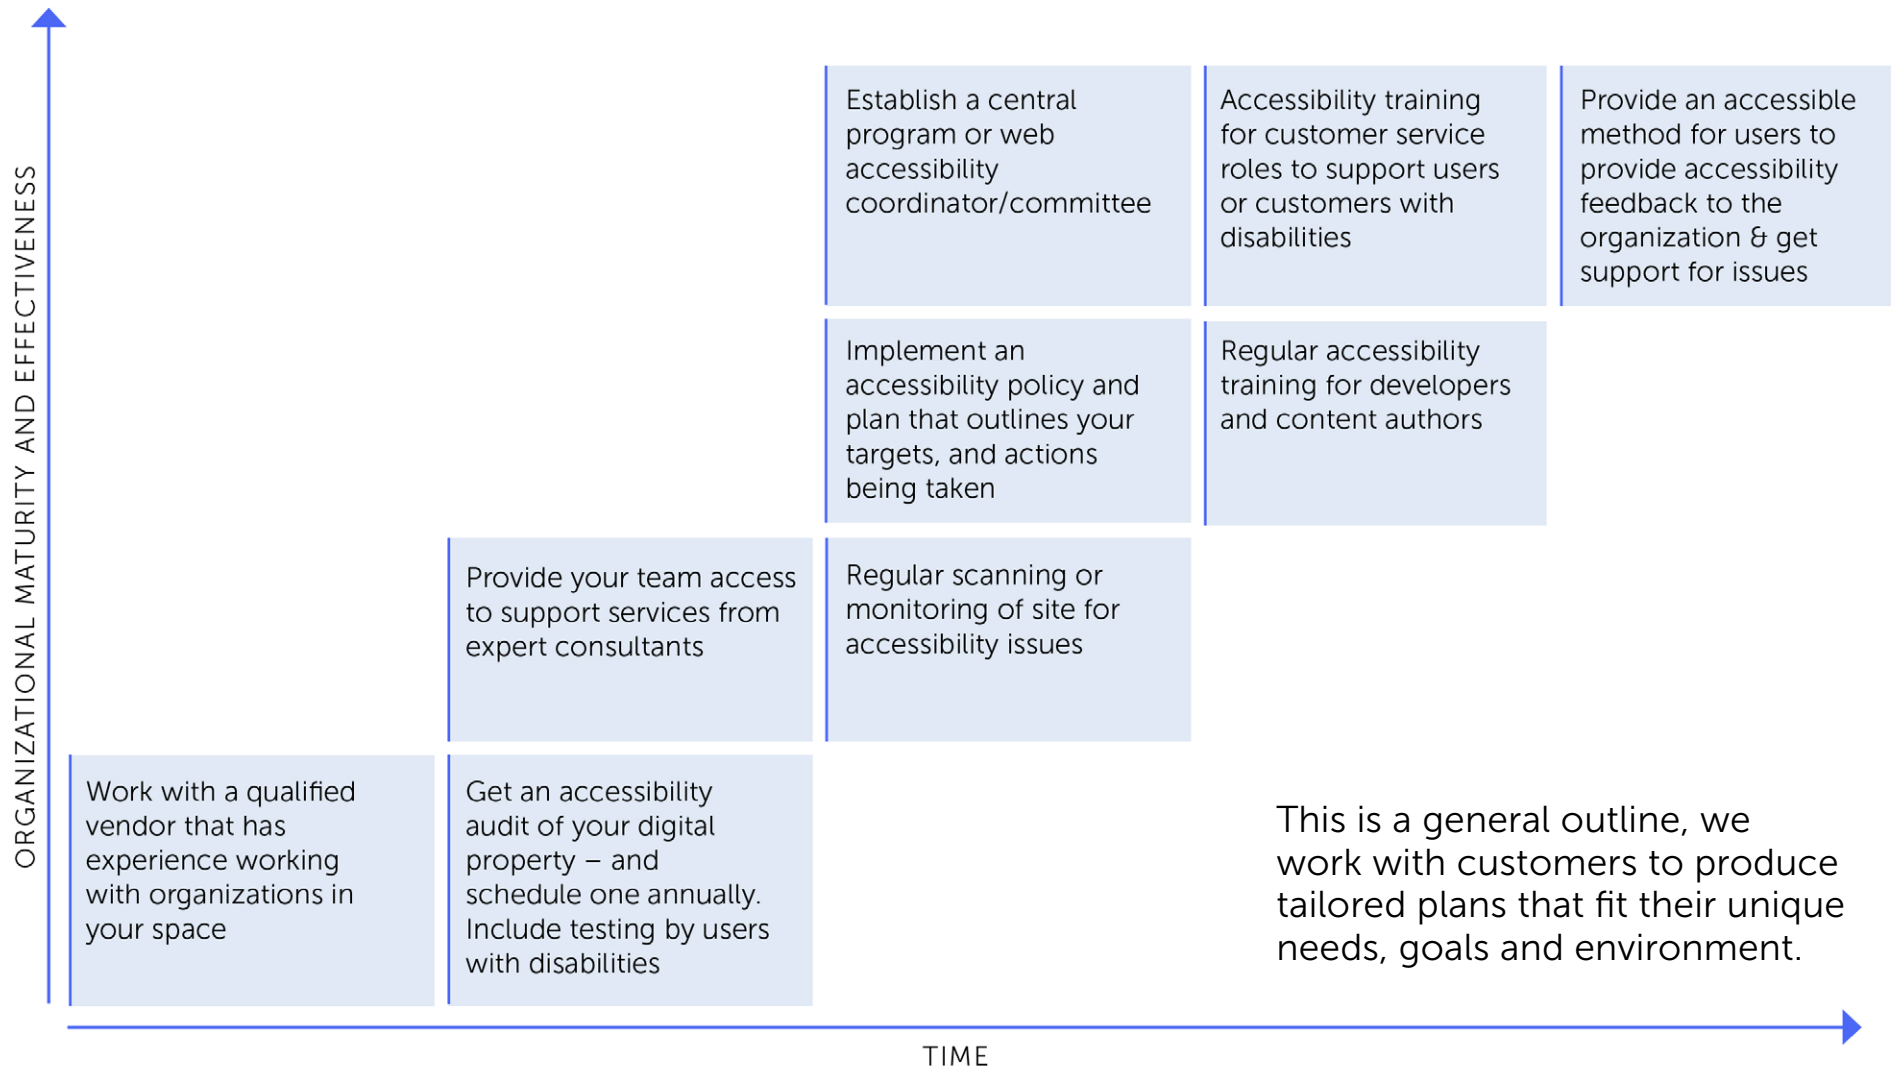 ORGANIZATIONAL MATURITY AND EFFECTIVENESS
Establish a central
program or web
accessibility
coordinator/committee
Accessibility training
for customer service
roles to support users
or customers with
disabilities
Provide an accessible
method for users to
provide accessibility
feedback to the
organization & get
support for issues
Implement an
accessibility policy and
plan that outlines your
targets, and actions
being taken
Regular accessibility
training for developers
and content authors
Provide your team access
to support services from
expert consultants
Regular scanning or
monitoring of site for
accessibility issues
Work with a qualified
vendor that has
experience working
with organizations in
your space
Get an accessibility
audit of your digital
property – and
schedule one annually.
Include testing by users
with disabilities
This is a general outline, we
work with customers to produce
tailored plans that fit their unique
needs, goals and environment.
TIME